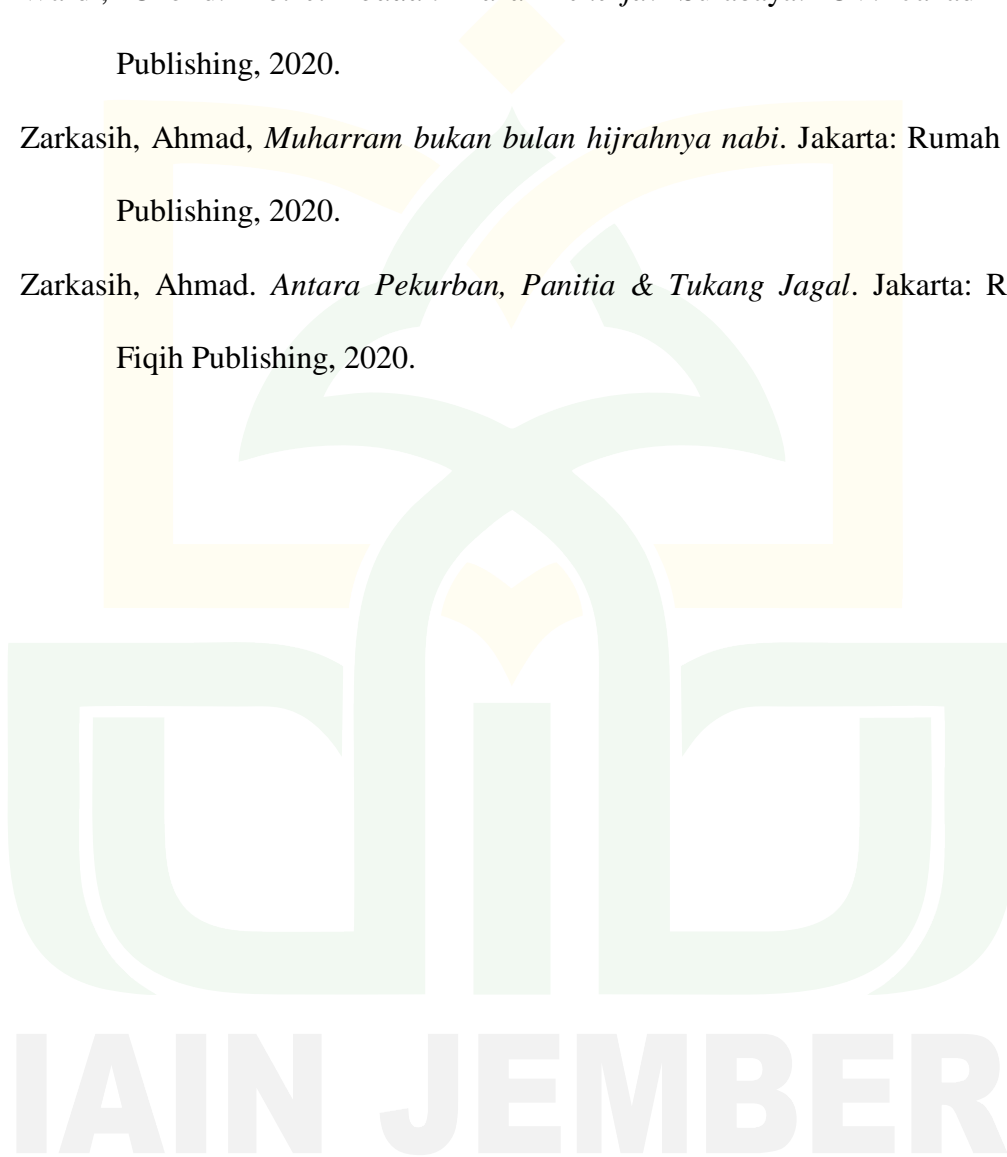 Publishing, 2020.
Zarkasih, Ahmad, Muharram bukan bulan hijrahnya nabi. Jakarta: Rumah
Publishing, 2020.
Zarkasih, Ahmad. Antara Pekurban, Panitia & Tukang Jagal. Jakarta: R
Fiqih Publishing, 2020.
IAIN JEMBER